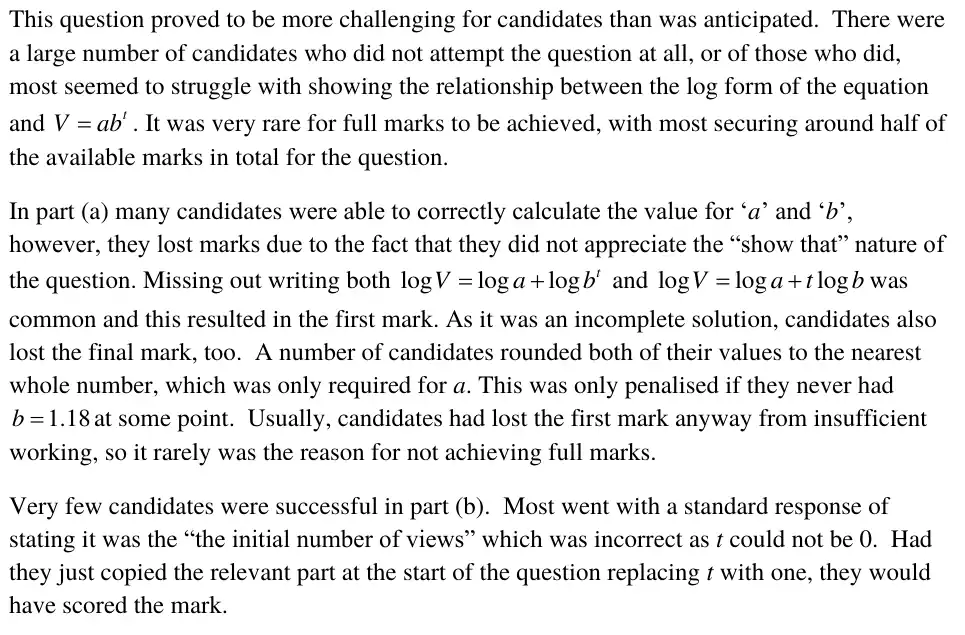 This question proved to be more challenging for candidates than was anticipated. There were
a large number of candidates who did not attempt the question at all, or of those who did,
most seemed to struggle with showing the relationship between the log form of the equation
and V = abᵗ . It was very rare for full marks to be achieved, with most securing around half of
the available marks in total for the question.
In part (a) many candidates were able to correctly calculate the value for ‘a’ and ‘b’,
however, they lost marks due to the fact that they did not appreciate the “show that” nature of
the question. Missing out writing both log V = log a + log bᵗ and log V = log a + t log b was
common and this resulted in the first mark. As it was an incomplete solution, candidates also
lost the final mark, too. A number of candidates rounded both of their values to the nearest
whole number, which was only required for a. This was only penalised if they never had
b = 1.18 at some point. Usually, candidates had lost the first mark anyway from insufficient
working, so it rarely was the reason for not achieving full marks.
Very few candidates were successful in part (b). Most went with a standard response of
stating it was the “the initial number of views” which was incorrect as t could not be 0. Had
they just copied the relevant part at the start of the question replacing t with one, they would
have scored the mark.